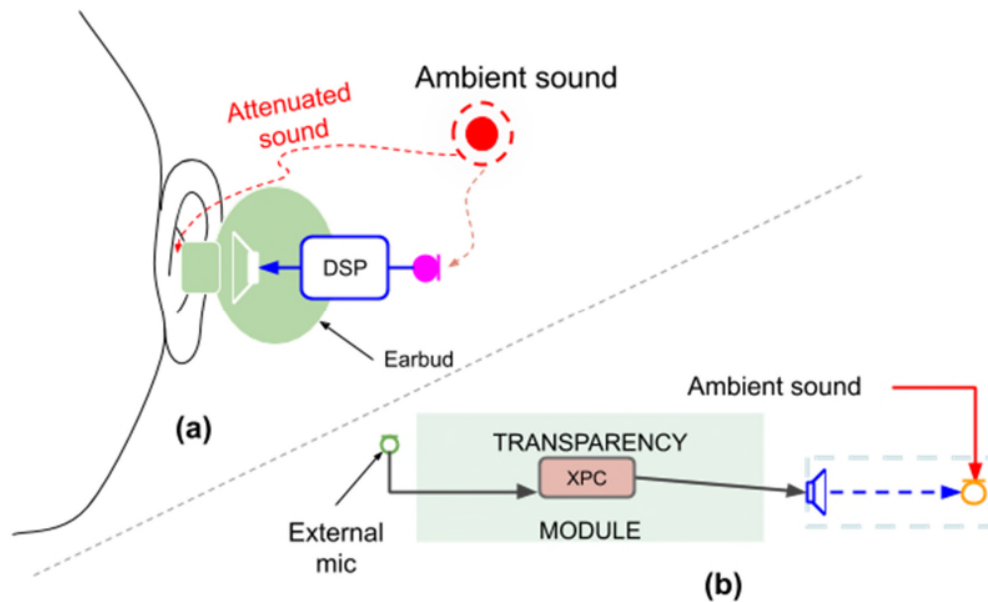 Ambient sound
Attenuated
sound
DSP
Earbud
(a)
Ambient sound
TRANSPARENCY
XPC
MODULE
External
mic
(b)